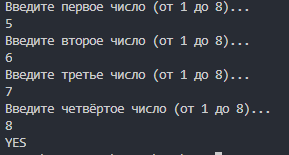 Введите первое число (от 1 до 8)...
5
Введите второе число (от 1 до 8)...
6
Введите третье число (от 1 до 8)...
7
Введите четвёртое число (от 1 до 8)...
8
YES